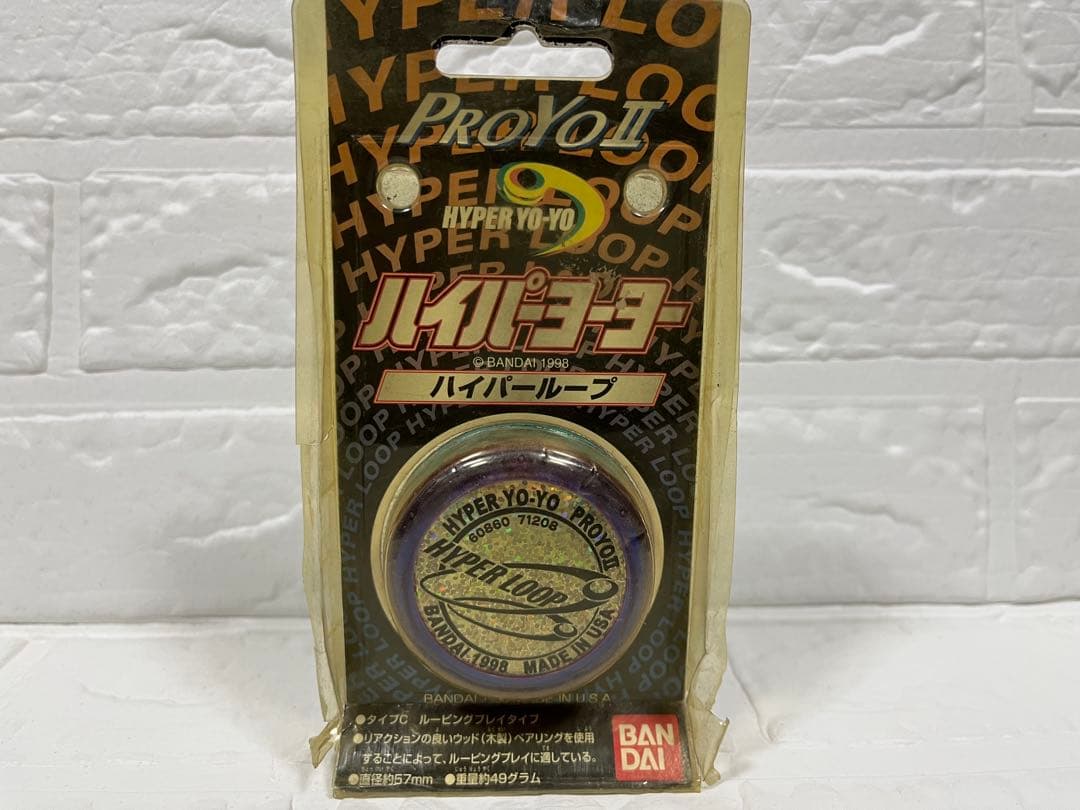 HYPER LOOP
PROYO II
HYPER YO-YO
ハイパーヨーヨー
© BANDAI 1998
ハイパーループ
HYPER YO-YO PROYO II
60860 71208
HYPER LOOP
BANDAI 1998 MADE IN USA
BANDAI
IN U.S.A
●タイプC ルーピングプレイタイプ
●リアクションの良いウッド(木製)ベアリングを使用
することによって、ルーピングプレイに適している。
●直径約57mm ●重量約49グラム
BAN
DAI